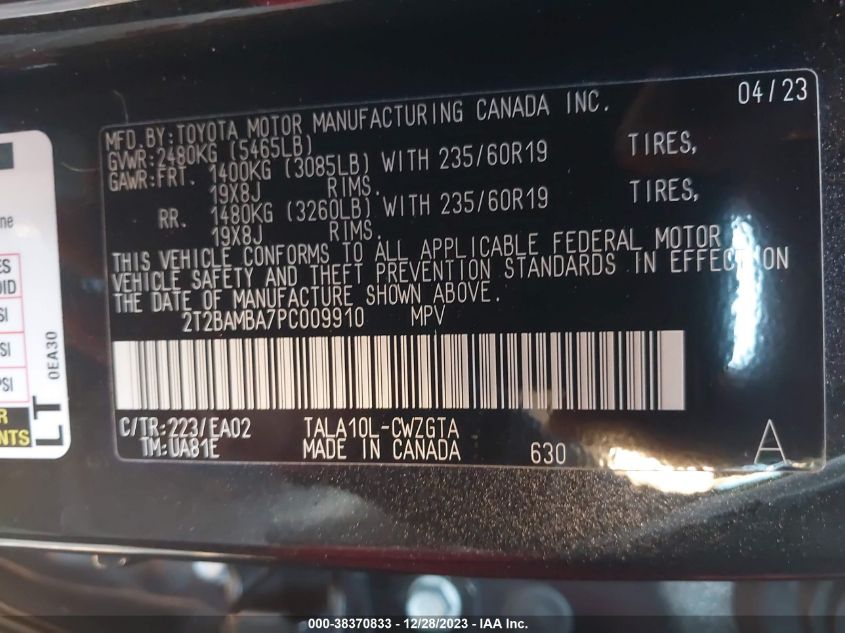 04/23
MFD.BY:TOYOTA MOTOR MANUFACTURING CANADA INC.
GVWR:2480KG (5465LB)
GAWR:FRT. 1400KG (3085LB) WITH 235/60R19 TIRES,
19X8J RIMS.
RR. 1480KG (3260LB) WITH 235/60R19 TIRES,
19X8J RIMS.
THIS VEHICLE CONFORMS TO ALL APPLICABLE FEDERAL MOTOR
VEHICLE SAFETY AND THEFT PREVENTION STANDARDS IN EFFECT ON
THE DATE OF MANUFACTURE SHOWN ABOVE.
2T2BAMBA7PC009910 MPV
C/TR:223/EA02 TALA10L-CWZGTA
TM:UA81E MADE IN CANADA 630 A
0EA30
LT
PSI
000-38370833 - 12/28/2023 - IAA Inc.